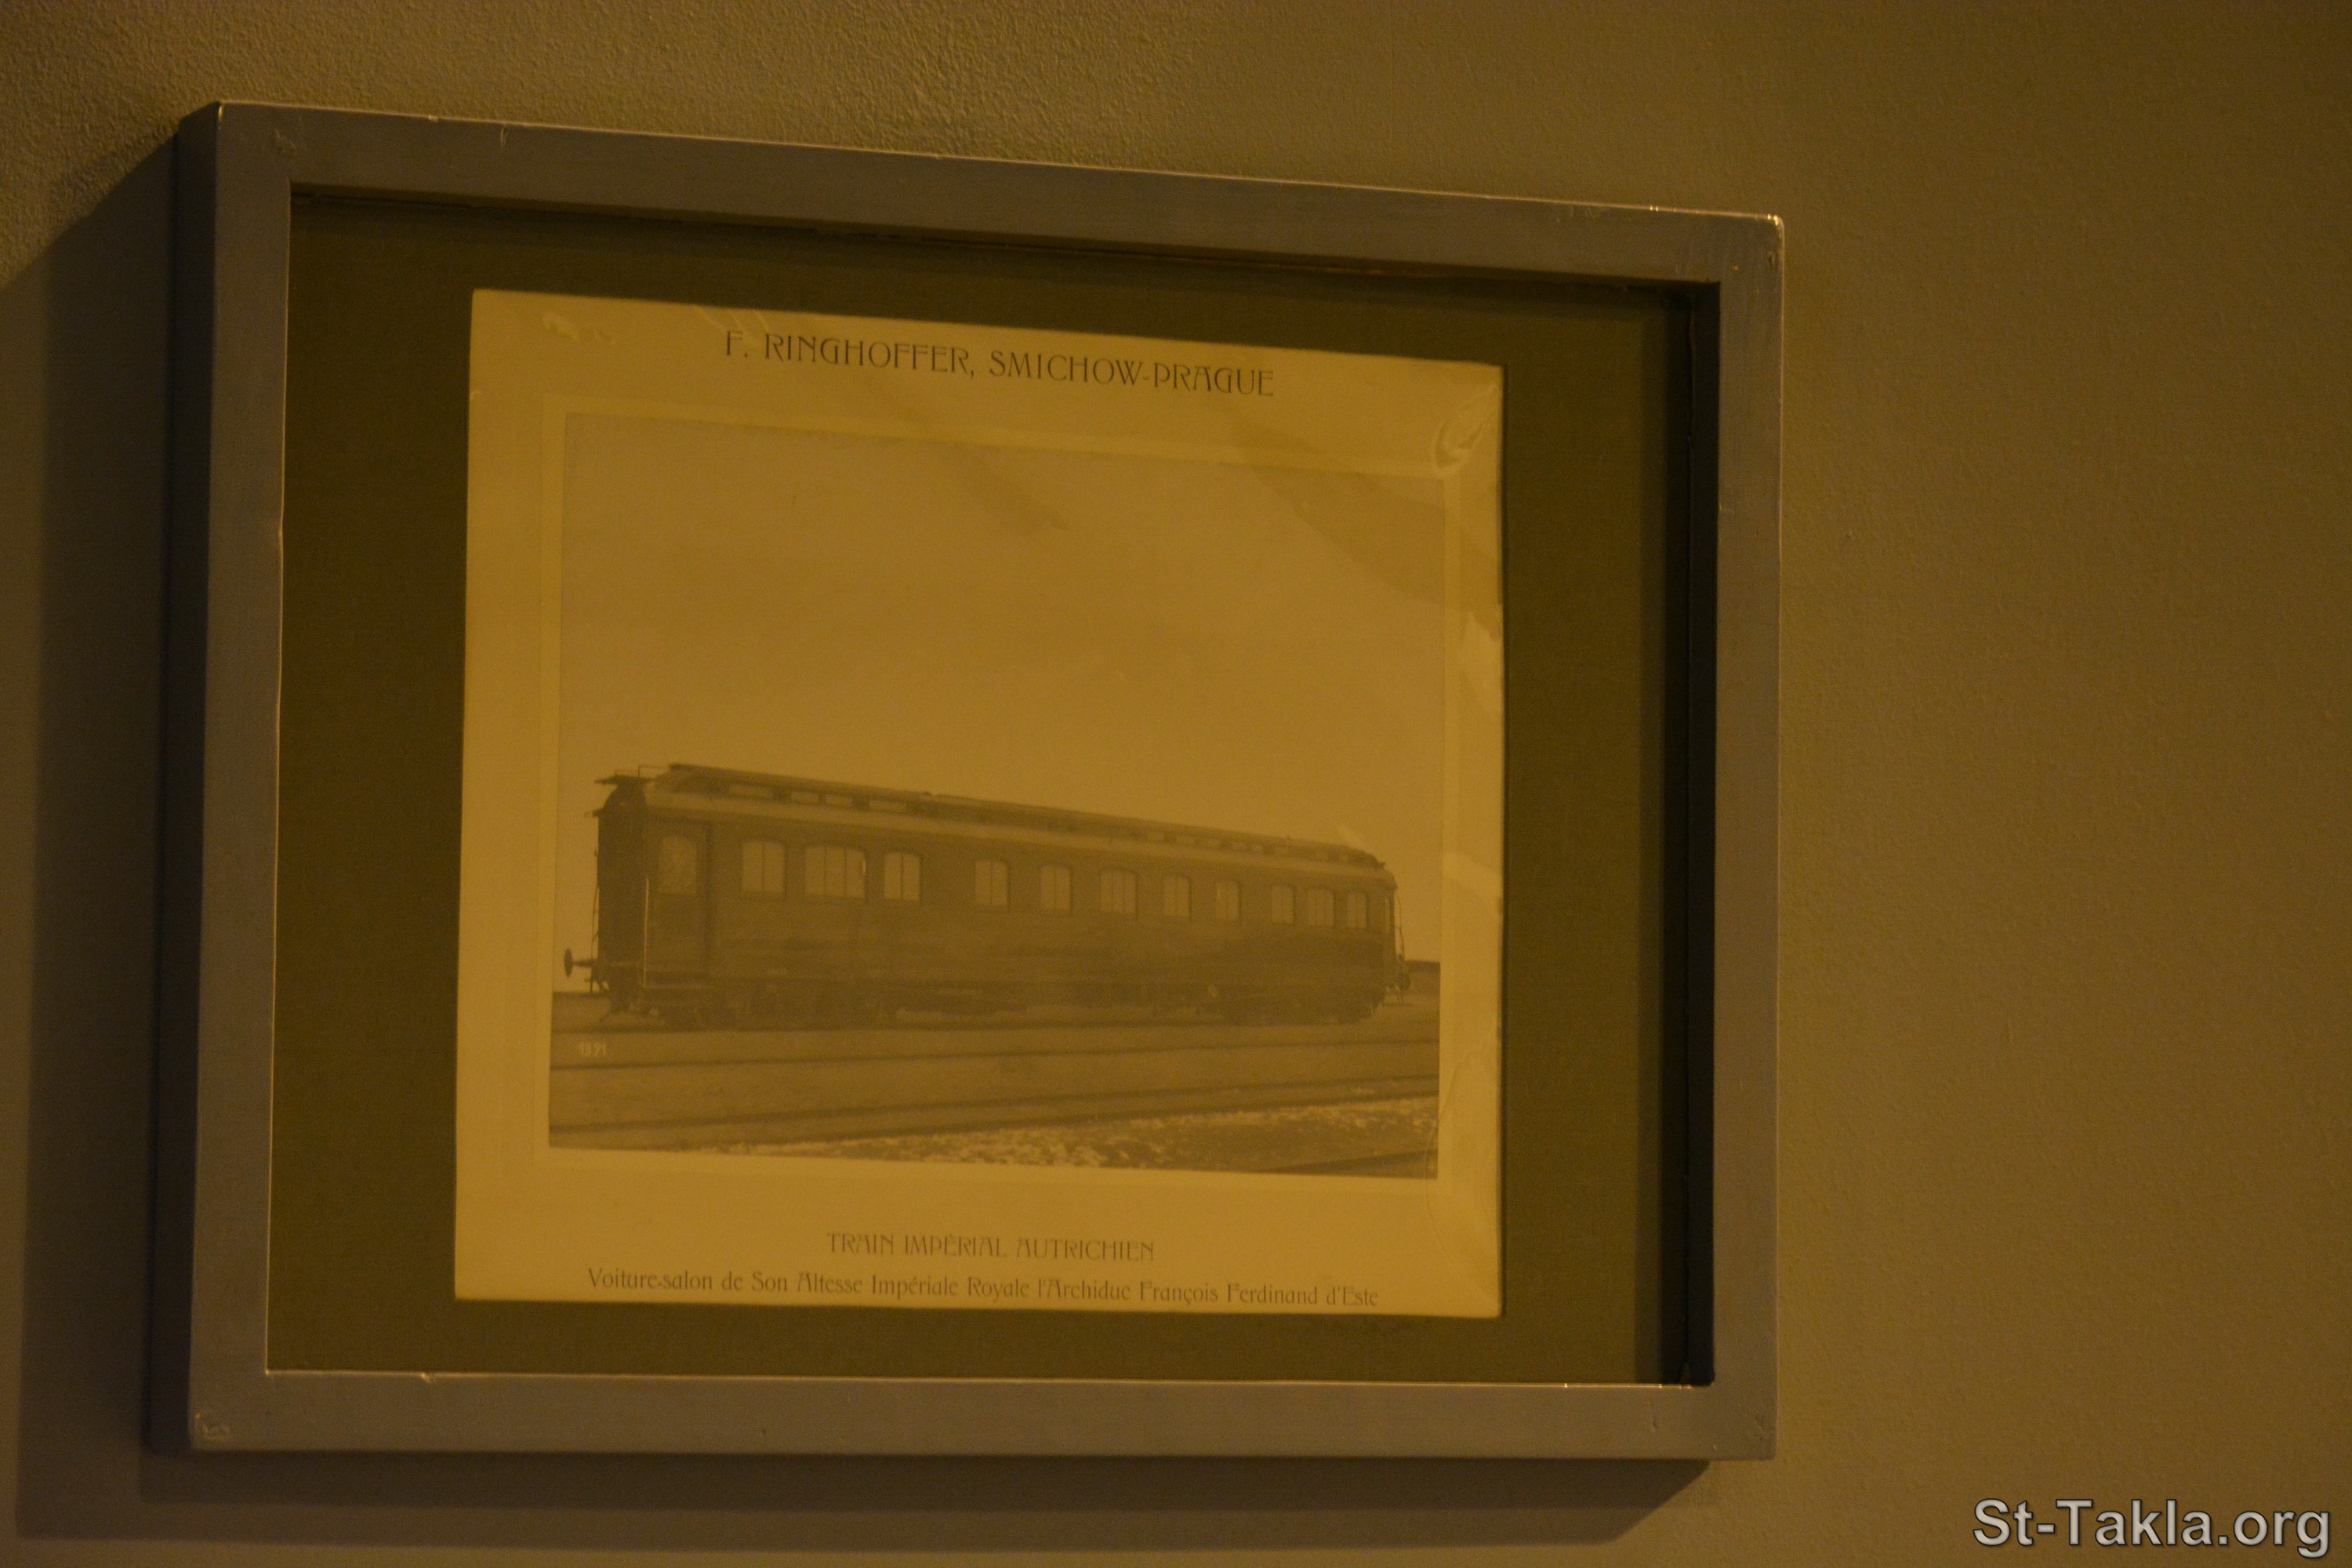 F. RINGHOFFER, SMICHOW-PRAGUE
1391
TRAIN IMPÉRIAL AUTRICHIEN
Voiture-salon de Son Altesse Impériale Royale l'Archiduc François Ferdinand d'Este
St-Takla.org